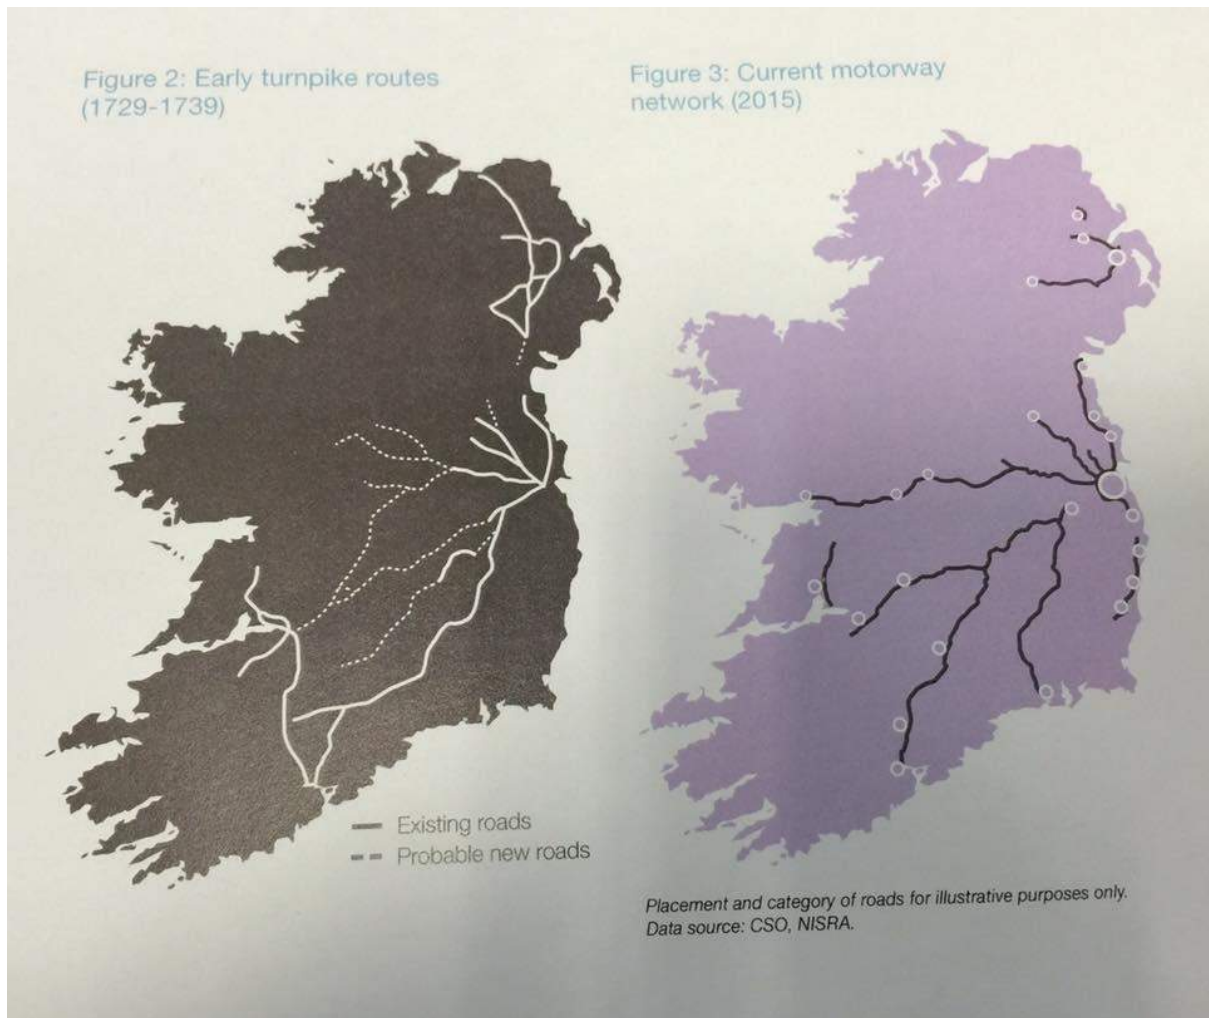 Figure 2: Early turnpike routes
(1729-1739)
Figure 3: Current motorway
network (2015)
Existing roads
Probable new roads
Placement and category of roads for illustrative purposes only.
Data source: CSO, NISRA.